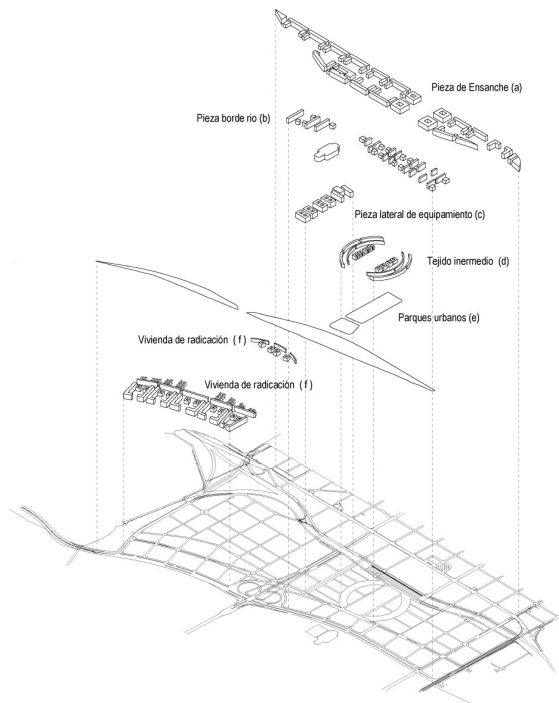 Pieza de Ensanche (a)
Pieza borde rio (b)
Pieza lateral de equipamiento (c)
Tejido inermedio (d)
Parques urbanos (e)
Vivienda de radicación ( f )
Vivienda de radicación ( f )